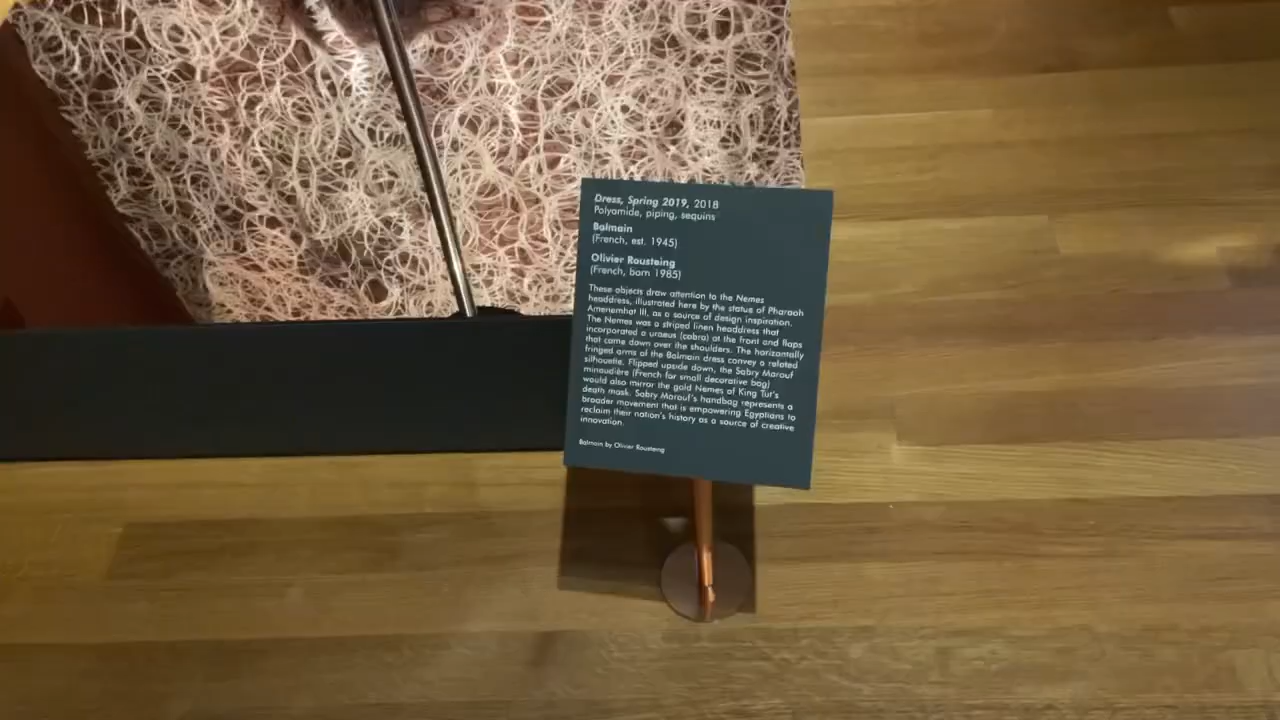 Dress, Spring 2019, 2018
Polyamide, piping, sequins
Balmain
(French, est. 1945)
Olivier Rousteing
(French, born 1985)
These objects draw attention to the Nemes
headdress, illustrated here by the statue of Pharaoh
Amenemhat III, as a source of design inspiration.
The Nemes was a striped linen headdress that
incorporated a uraeus (cobra) at the front and flaps
that came down over the shoulders. The horizontally
fringed arms of the Balmain dress convey a related
silhouette. Flipped upside down, the Sabry Marouf
minaudière (French for small decorative bag)
would also mirror the gold Nemes of King Tut's
death mask. Sabry Marouf's handbag represents a
broader movement that is empowering Egyptians to
reclaim their nation's history as a source of creative
innovation.
Balmain by Olivier Rousteing